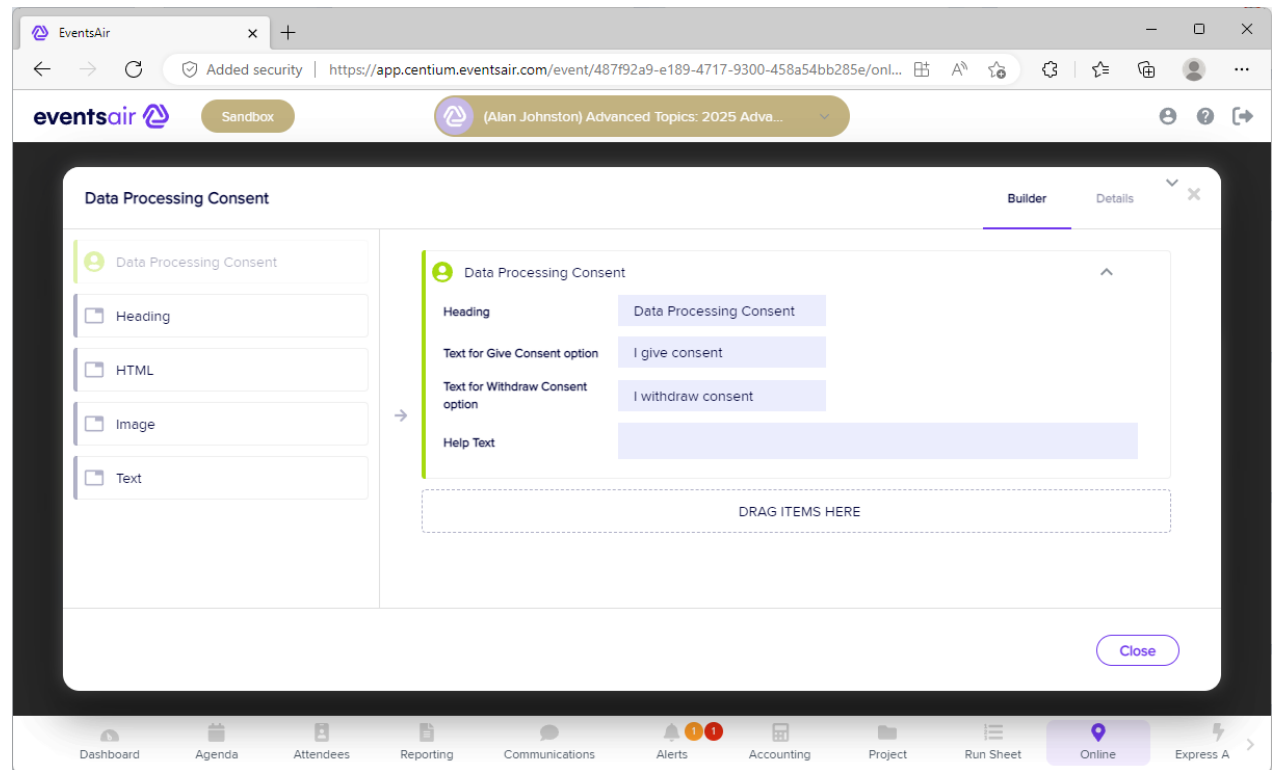 EventsAir
Added security | https://app.centium.eventsair.com/event/487f92a9-e189-4717-9300-458a54bb285e/onl...
eventsair Sandbox (Alan Johnston) Advanced Topics: 2025 Adva...
Data Processing Consent Builder Details
Data Processing Consent
Heading
HTML
Image
Text
Data Processing Consent
Heading Data Processing Consent
Text for Give Consent option I give consent
Text for Withdraw Consent
option
I withdraw consent
Help Text
DRAG ITEMS HERE
Close
1 1
Dashboard Agenda Attendees Reporting Communications Alerts Accounting Project Run Sheet Online Express A